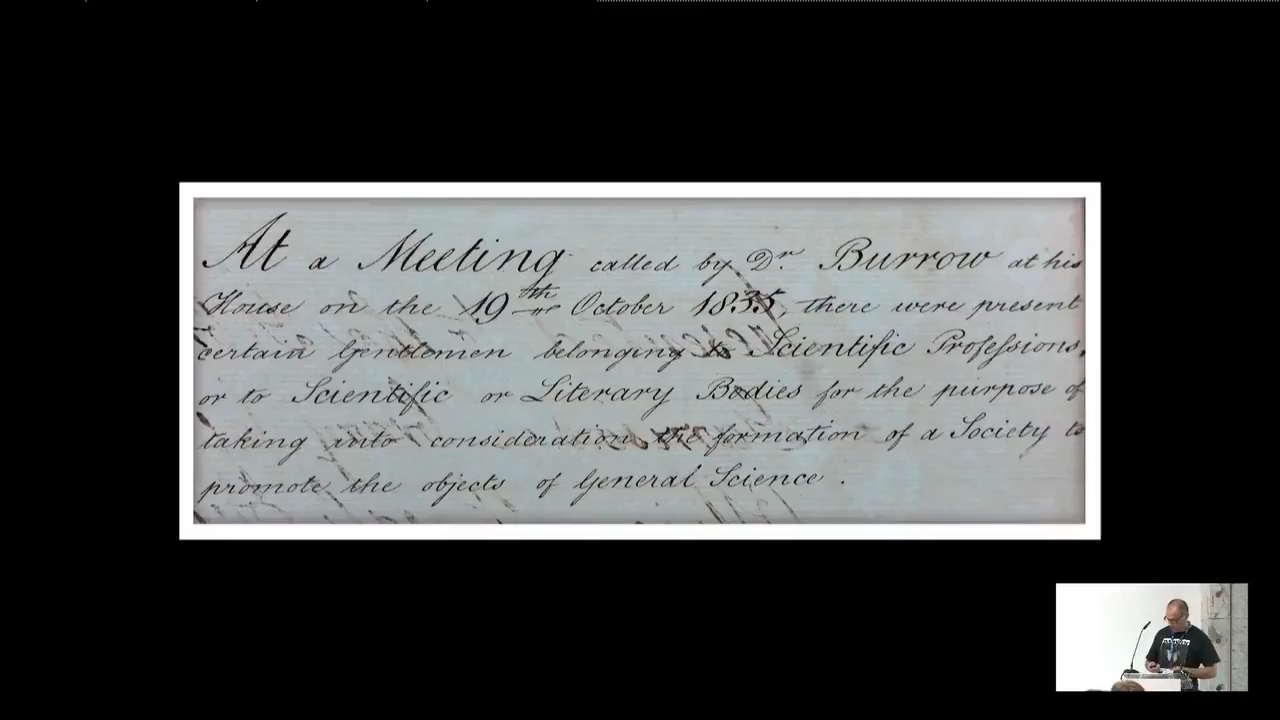 At a Meeting called by Dr. Burrow at his
House on the 19th October 1835, there were present
certain Gentlemen belonging to Scientific Professions,
or to Scientific or Literary Bodies for the purpose of
taking into consideration the formation of a Society to
promote the objects of General Science.